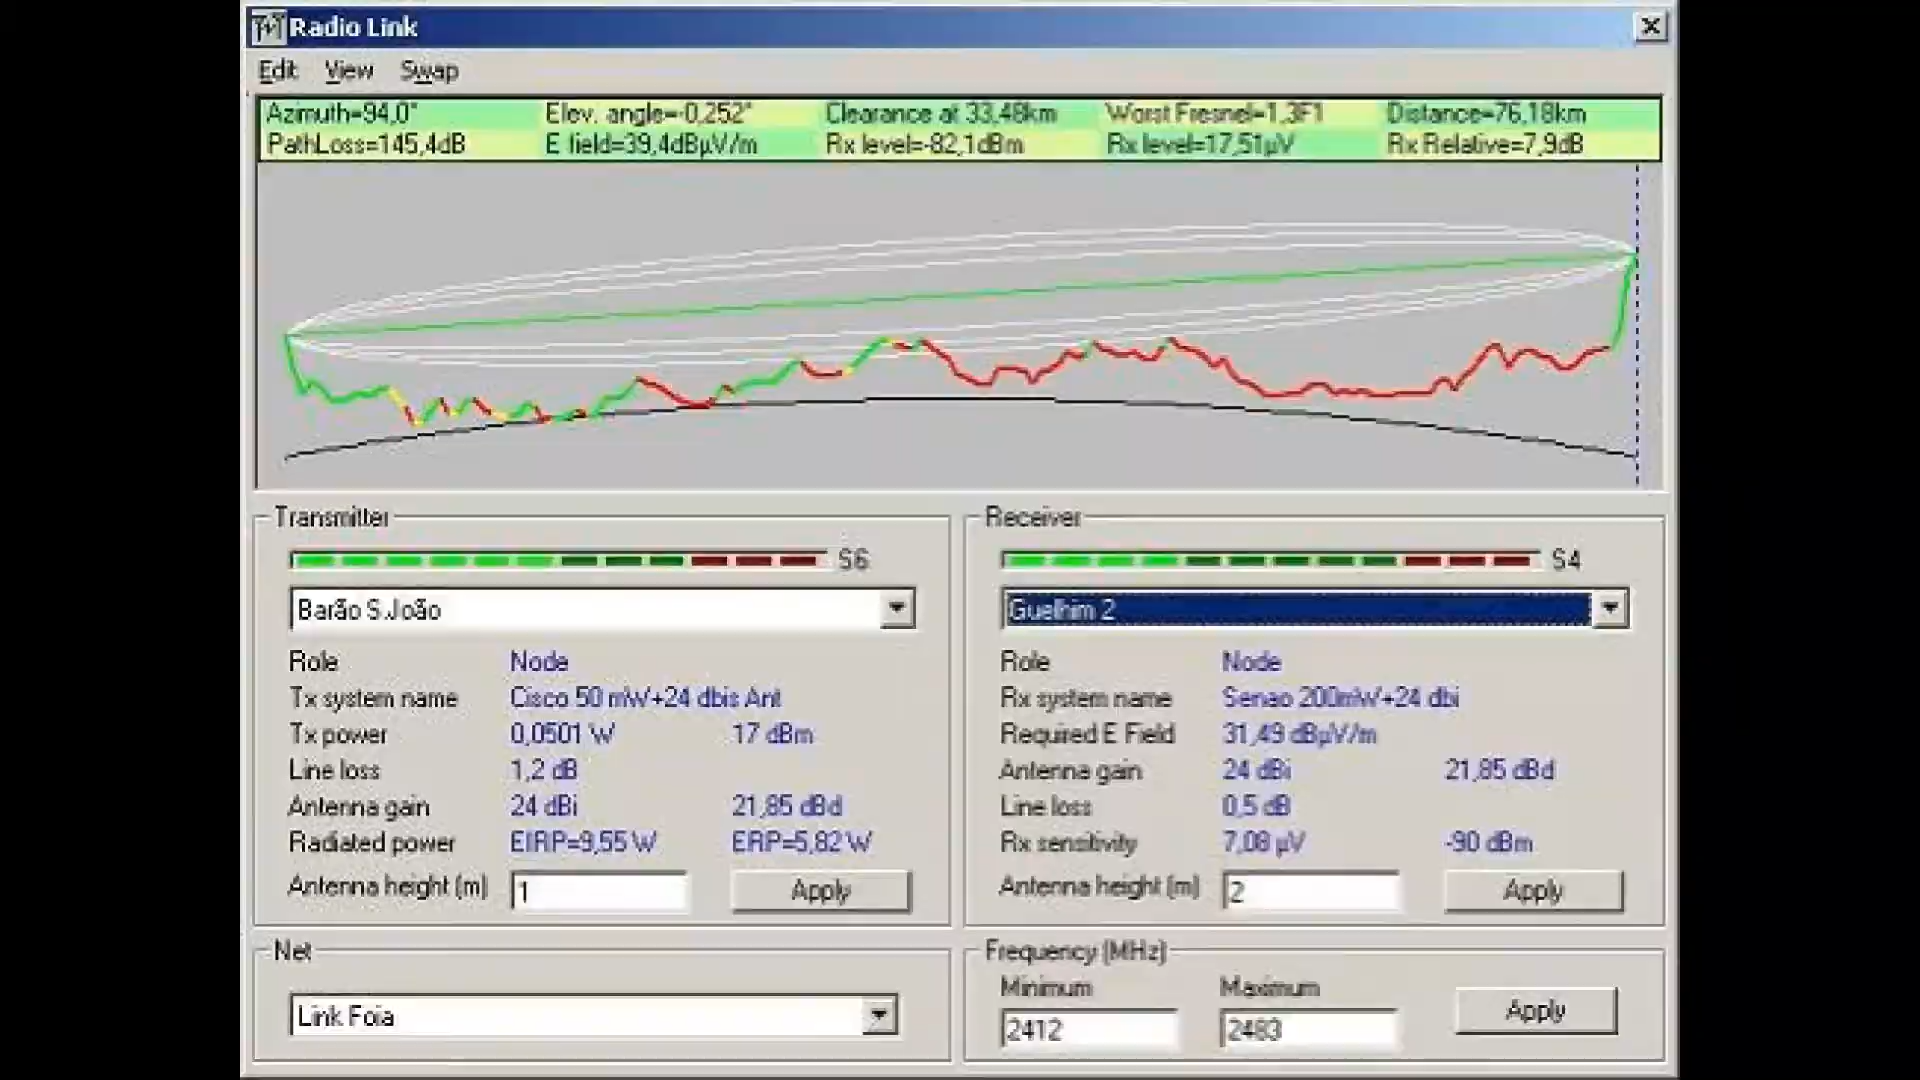 Radio Link
Edit View Swap
Azimuth=94,0° Elev. angle=-0,252° Clearance at 33,48km Worst Fresnel=1,3F1 Distance=76,18km
PathLoss=145,4dB E field=39,4dBµV/m Rx level=-82,1dBm Rx level=17,51µV Rx Relative=7,9dB
Transmitter
S6
Barão S.João
Role Node
Tx system name Cisco 50 mW+24 dbis Ant
Tx power 0,0501 W 17 dBm
Line loss 1,2 dB
Antenna gain 24 dBi 21,85 dBd
Radiated power EIRP=9,55 W ERP=5,82 W
Antenna height (m) 1 Apply
Receiver
S4
Guelhim 2
Role Node
Rx system name Senao 200mW+24 dbi
Required E Field 31,49 dBµV/m
Antenna gain 24 dBi 21,85 dBd
Line loss 0,5 dB
Rx sensitivity 7,08 µV -90 dBm
Antenna height (m) 2 Apply
Net
Link Foia
Frequency (MHz)
Minimum Maximum
2412 2483 Apply